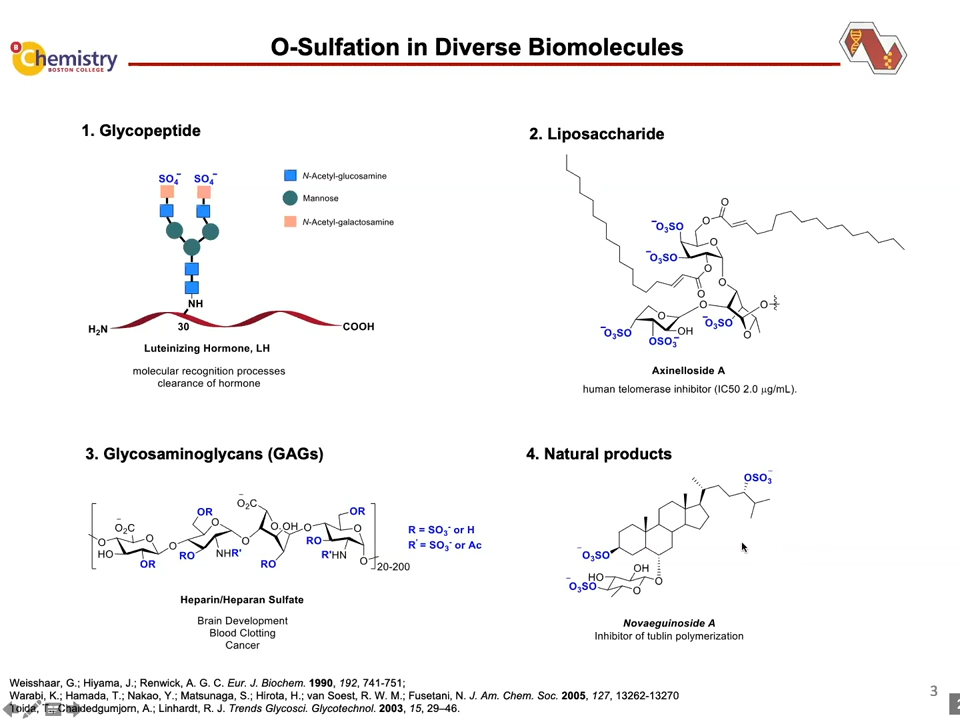 B
Chemistry
BOSTON COLLEGE
O-Sulfation in Diverse Biomolecules
1. Glycopeptide
SO4- SO4-
N-Acetyl-glucosamine
Mannose
N-Acetyl-galactosamine
NH
H2N 30 COOH
Luteinizing Hormone, LH
molecular recognition processes
clearance of hormone
2. Liposaccharide
O
-O3SO O
O
-O3SO O
O O
O O O
O
-O3SO OH -O3SO O
OSO3-
Axinelloside A
human telomerase inhibitor (IC50 2.0 μg/mL).
3. Glycosaminoglycans (GAGs)
-O2C OR -O2C OR
O O O O OH O O
HO O RO NHR' O RO R'HN O
OR RO 20-200
R = SO3- or H
R' = SO3- or Ac
Heparin/Heparan Sulfate
Brain Development
Blood Clotting
Cancer
4. Natural products
OSO3-
-O3SO
HO OH O
-O3SO O
Novaeguinoside A
Inhibitor of tublin polymerization
Weisshaar, G.; Hiyama, J.; Renwick, A. G. C. Eur. J. Biochem. 1990, 192, 741-751;
Warabi, K.; Hamada, T.; Nakao, Y.; Matsunaga, S.; Hirota, H.; van Soest, R. W. M.; Fusetani, N. J. Am. Chem. Soc. 2005, 127, 13262-13270
Toida, T.; Chaidedgumjorn, A.; Linhardt, R. J. Trends Glycosci. Glycotechnol. 2003, 15, 29–46.
3
2